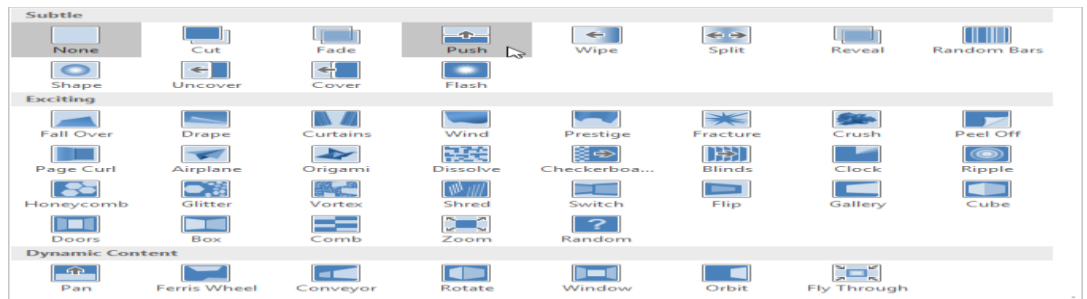 Subtle
None Cut Fade Push Wipe Split Reveal Random Bars
Shape Uncover Cover Flash
Exciting
Fall Over Drape Curtains Wind Prestige Fracture Crush Peel Off
Page Curl Airplane Origami Dissolve Checkerboa... Blinds Clock Ripple
Honeycomb Glitter Vortex Shred Switch Flip Gallery Cube
Doors Box Comb Zoom Random
Dynamic Content
Pan Ferris Wheel Conveyor Rotate Window Orbit Fly Through